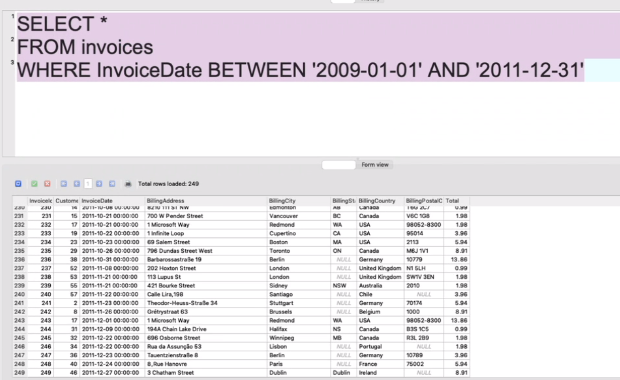 History
1 SELECT *
2 FROM invoices
3 WHERE InvoiceDate BETWEEN '2009-01-01' AND '2011-12-31'
Form view
1 Total rows loaded: 249
InvoiceDate BillingAddress BillingCity BillingCountry BillingPostalC Total
230 230 14 2011-10-08 00:00:00 8210 111 ST NW Edmonton AB Canada T6G 2C7 0.99
231 231 15 2011-10-21 00:00:00 700 W Pender Street Vancouver BC Canada V6C 1G8 1.98
232 232 17 2011-10-21 00:00:00 1 Microsoft Way Redmond WA USA 98052-8300 1.98
233 233 19 2011-10-22 00:00:00 1 Infinite Loop Cupertino CA USA 95014 3.96
234 234 23 2011-10-23 00:00:00 69 Salem Street Boston MA USA 2113 5.94
235 235 29 2011-10-26 00:00:00 796 Dundas Street West Toronto ON Canada M6J 1V1 8.91
236 236 38 2011-10-31 00:00:00 Barbarossastraße 19 Berlin NULL Germany 10779 13.86
237 237 52 2011-11-08 00:00:00 202 Hoxton Street London NULL United Kingdom N1 5LH 0.99
238 238 53 2011-11-21 00:00:00 113 Lupus St London NULL United Kingdom SW1V 3EN 1.98
239 239 55 2011-11-21 00:00:00 421 Bourke Street Sidney NSW Australia 2010 1.98
240 240 57 2011-11-22 00:00:00 Calle Lira, 198 Santiago NULL Chile NULL 3.96
241 241 2 2011-11-23 00:00:00 Theodor-Heuss-Straße 34 Stuttgart NULL Germany 70174 5.94
242 242 8 2011-11-26 00:00:00 Grétrystraat 63 Brussels NULL Belgium 1000 8.91
243 243 17 2011-12-01 00:00:00 1 Microsoft Way Redmond WA USA 98052-8300 13.86
244 244 31 2011-12-09 00:00:00 194A Chain Lake Drive Halifax NS Canada B3S 1C5 0.99
245 245 32 2011-12-22 00:00:00 696 Osborne Street Winnipeg MB Canada R3L 2B9 1.98
246 246 34 2011-12-22 00:00:00 Rua da Assunção 53 Lisbon NULL Portugal NULL 1.98
247 247 36 2011-12-23 00:00:00 Tauentzienstraße 8 Berlin NULL Germany 10789 3.96
248 248 40 2011-12-24 00:00:00 8, Rue Hanovre Paris NULL France 75002 5.94
249 249 46 2011-12-27 00:00:00 3 Chatham Street Dublin Dublin Ireland NULL 8.91